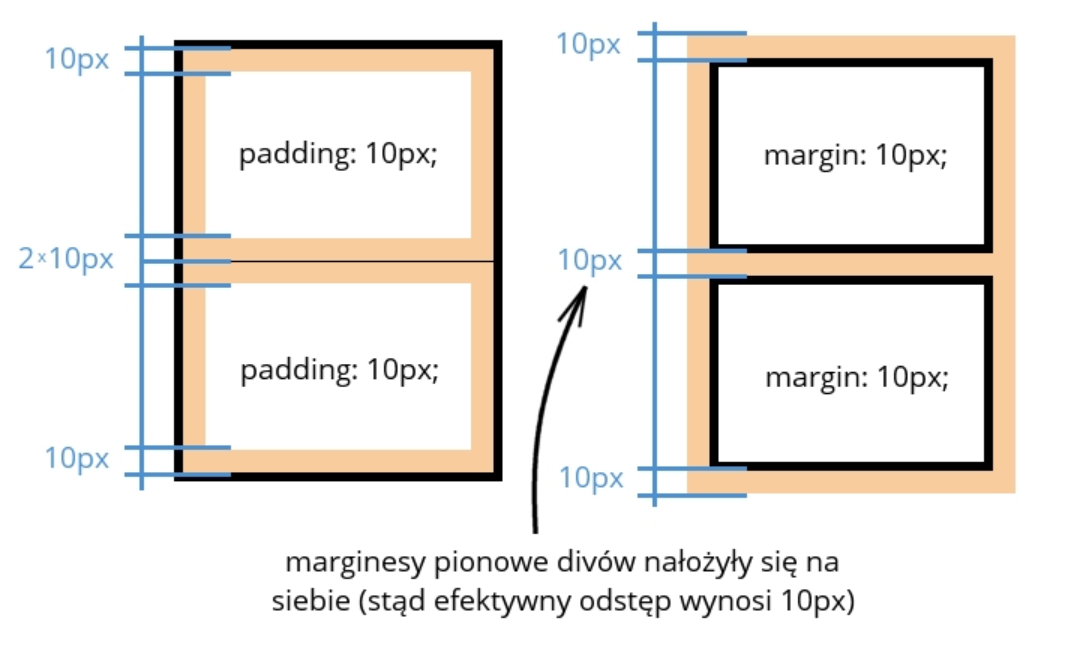 10px
padding: 10px;
2×10px
padding: 10px;
10px
10px
margin: 10px;
10px
margin: 10px;
10px
marginesy pionowe divów nałożyły się na
siebie (stąd efektywny odstęp wynosi 10px)